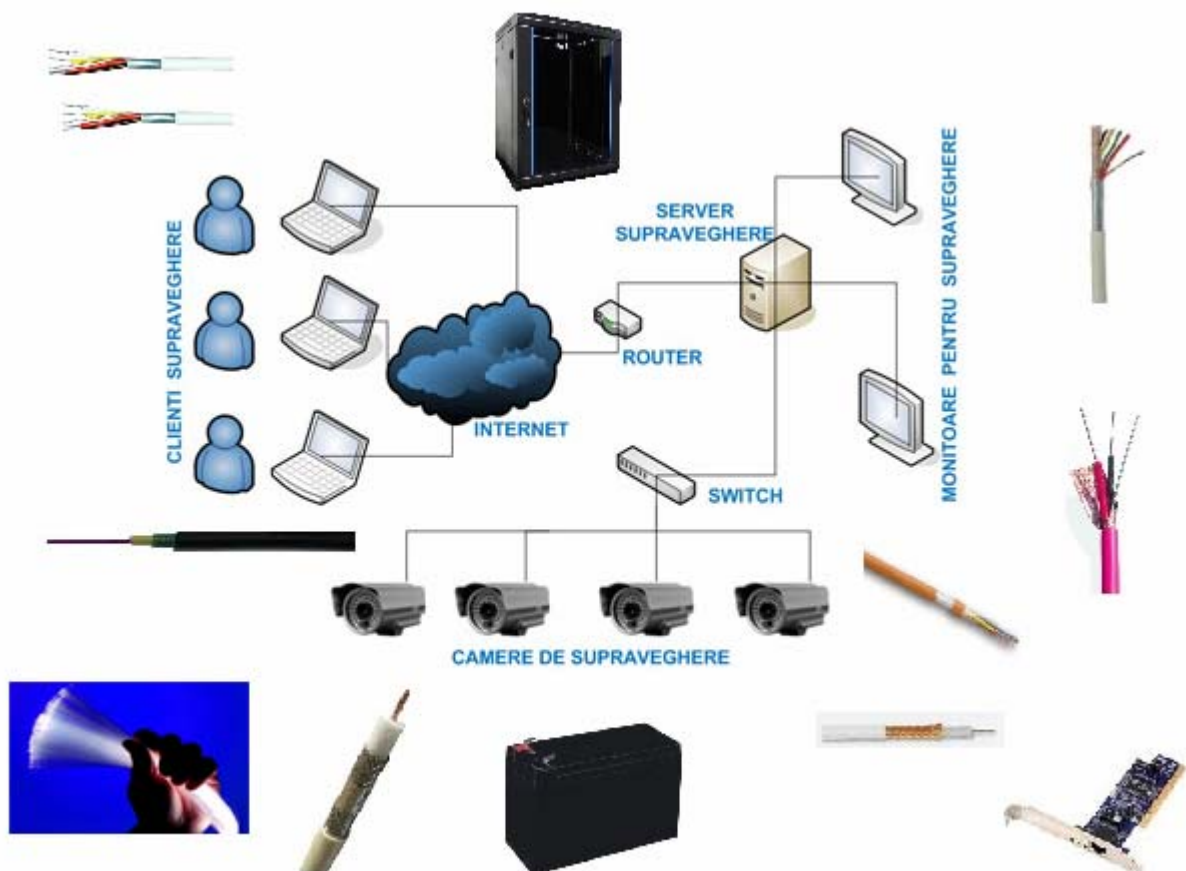 SERVER
SUPRAVEGHERE
CLIENTI SUPRAVEGHERE
MONITOARE PENTRU SUPRAVEGHERE
ROUTER
INTERNET
SWITCH
CAMERE DE SUPRAVEGHERE